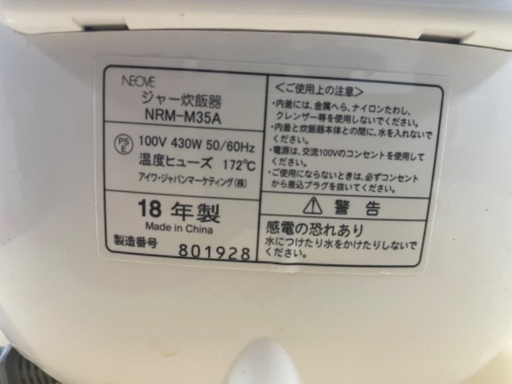 NEOVE
ジャー炊飯器
NRM-M35A
PS E 100V 430W 50/60Hz
温度ヒューズ 172℃
アイワ・ジャパンマーケティング(株)
18 年製
Made in China
製造番号 801928
<ご使用上の注意>
・内蓋には、金属へら、ナイロンたわし、
クレンザー等を使用しないでください。
・内蓋と炊飯器本体との間に、水を入れないで
ください。
・電源は、交流100Vのコンセントを使用して
ください。
・ご使用にならないときは、必ずコンセント
から差込プラグを抜いてください。
⚠ 警告
感電の恐れあり
水につけたり水をかけたりしないで
ください。